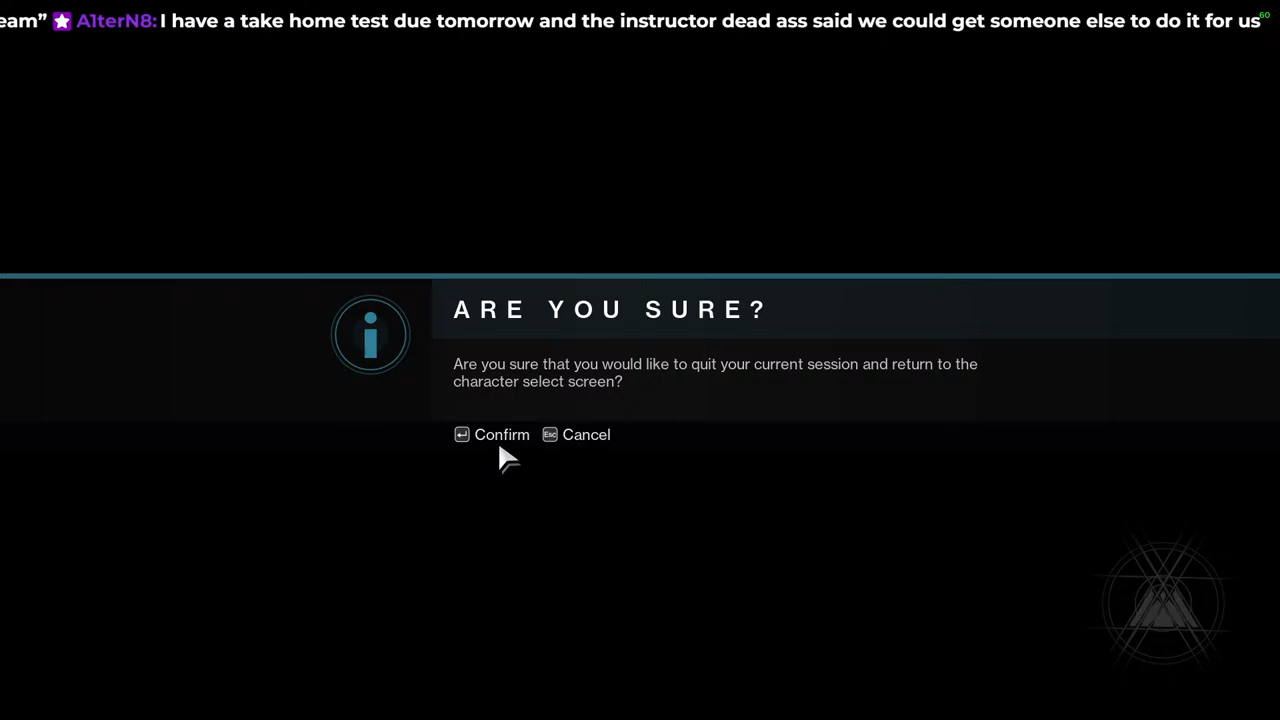 eam” A1terN8: I have a take home test due tomorrow and the instructor dead ass said we could get someone else to do it for us
60
ARE YOU SURE?
Are you sure that you would like to quit your current session and return to the
character select screen?
Confirm Esc Cancel